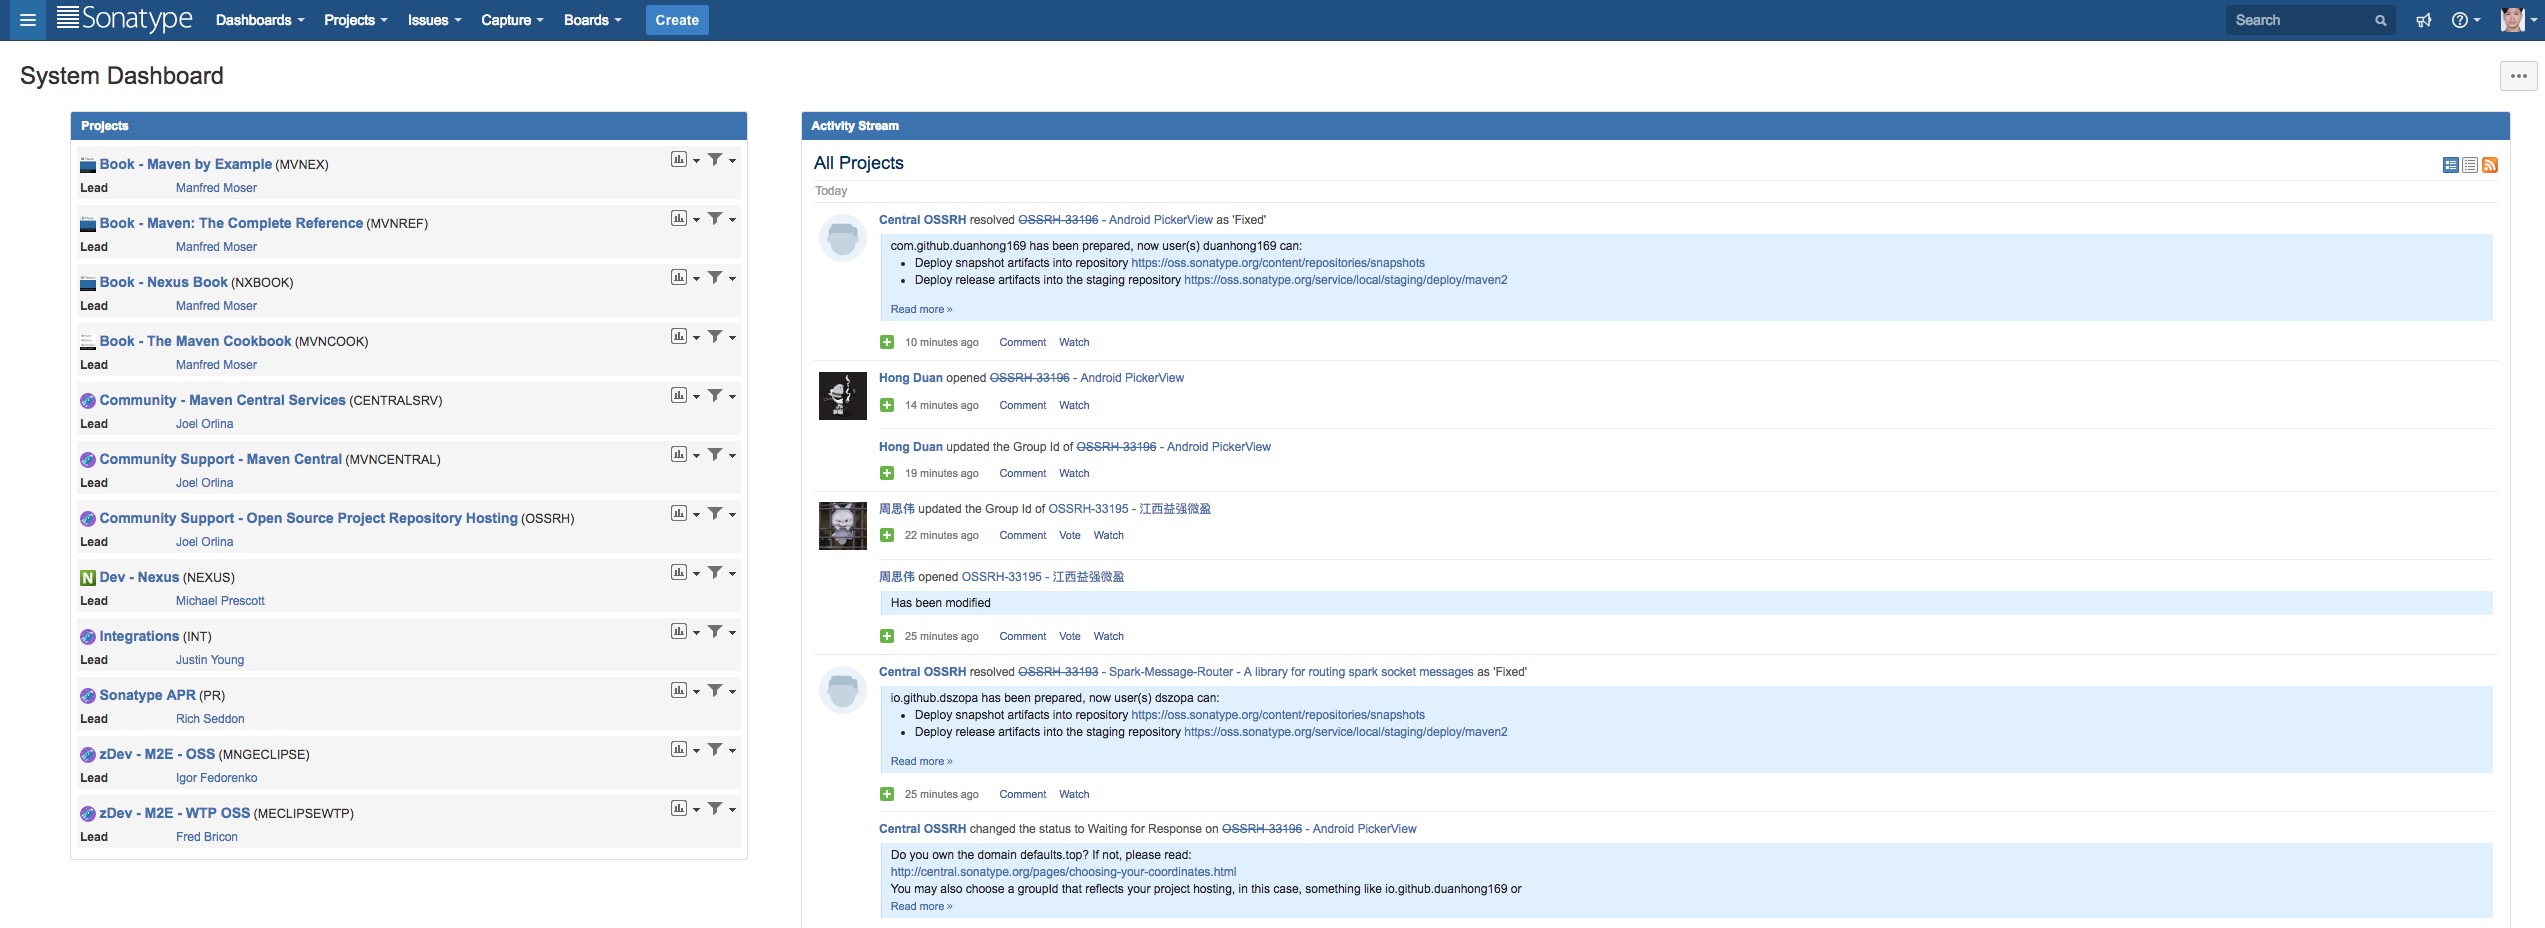 Sonatype Dashboards Projects Issues Capture Boards Create Search
System Dashboard
Projects
Book - Maven by Example (MVNEX)
Lead Manfred Moser
Book - Maven: The Complete Reference (MVNREF)
Lead Manfred Moser
Book - Nexus Book (NXBOOK)
Lead Manfred Moser
Book - The Maven Cookbook (MVNCOOK)
Lead Manfred Moser
Community - Maven Central Services (CENTRALSRV)
Lead Joel Orlina
Community Support - Maven Central (MVNCENTRAL)
Lead Joel Orlina
Community Support - Open Source Project Repository Hosting (OSSRH)
Lead Joel Orlina
N Dev - Nexus (NEXUS)
Lead Michael Prescott
Integrations (INT)
Lead Justin Young
Sonatype APR (PR)
Lead Rich Seddon
zDev - M2E - OSS (MNGECLIPSE)
Lead Igor Fedorenko
zDev - M2E - WTP OSS (MECLIPSEWTP)
Lead Fred Bricon
Activity Stream
All Projects
Today
Central OSSRH resolved OSSRH-33196 - Android PickerView as 'Fixed'
com.github.duanhong169 has been prepared, now user(s) duanhong169 can:
• Deploy snapshot artifacts into repository https://oss.sonatype.org/content/repositories/snapshots
• Deploy release artifacts into the staging repository https://oss.sonatype.org/service/local/staging/deploy/maven2
Read more »
10 minutes ago Comment Watch
Hong Duan opened OSSRH-33196 - Android PickerView
14 minutes ago Comment Watch
Hong Duan updated the Group Id of OSSRH-33196 - Android PickerView
19 minutes ago Comment Watch
周思伟 updated the Group Id of OSSRH-33195 - 江西益强微盈
22 minutes ago Comment Vote Watch
周思伟 opened OSSRH-33195 - 江西益强微盈
Has been modified
25 minutes ago Comment Vote Watch
Central OSSRH resolved OSSRH-33193 - Spark-Message-Router - A library for routing spark socket messages as 'Fixed'
io.github.dszopa has been prepared, now user(s) dszopa can:
• Deploy snapshot artifacts into repository https://oss.sonatype.org/content/repositories/snapshots
• Deploy release artifacts into the staging repository https://oss.sonatype.org/service/local/staging/deploy/maven2
Read more »
25 minutes ago Comment Watch
Central OSSRH changed the status to Waiting for Response on OSSRH-33196 - Android PickerView
Do you own the domain defaults.top? If not, please read:
http://central.sonatype.org/pages/choosing-your-coordinates.html
You may also choose a groupId that reflects your project hosting, in this case, something like io.github.duanhong169 or
Read more »